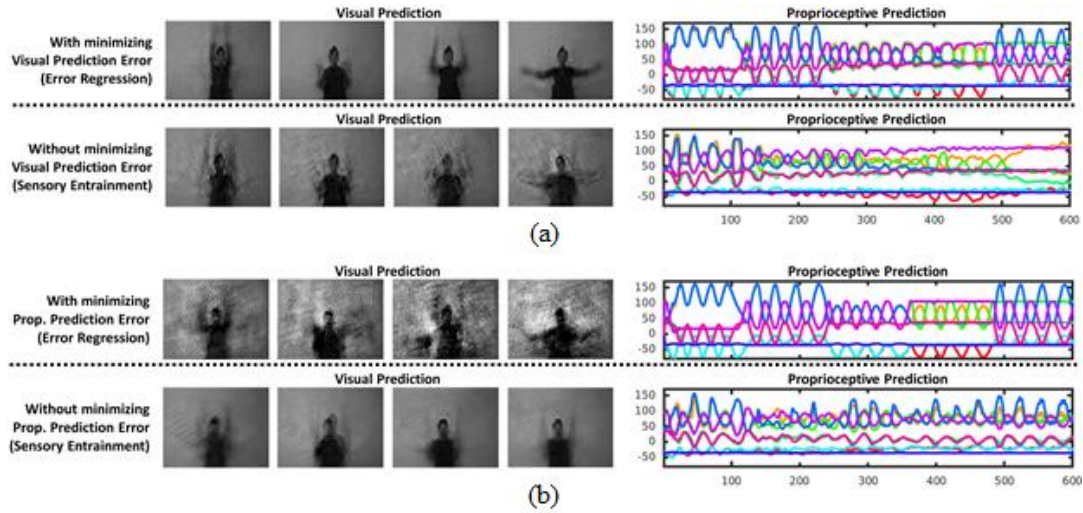 Visual Prediction
Proprioceptive Prediction
With minimizing
Visual Prediction Error
(Error Regression)
150
100
50
0
-50
Visual Prediction
Proprioceptive Prediction
Without minimizing
Visual Prediction Error
(Sensory Entrainment)
150
100
50
0
-50
100 200 300 400 500 600
(a)
Visual Prediction
Proprioceptive Prediction
With minimizing
Prop. Prediction Error
(Error Regression)
150
100
50
0
-50
Visual Prediction
Proprioceptive Prediction
Without minimizing
Prop. Prediction Error
(Sensory Entrainment)
150
100
50
0
-50
100 200 300 400 500 600
(b)